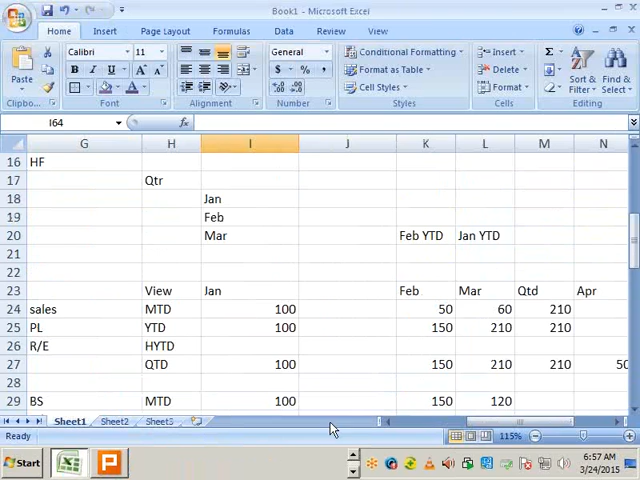 Book1 - Microsoft Excel
Home Insert Page Layout Formulas Data Review View
Paste Calibri 11 General Conditional Formatting Insert Σ
B I U $ % , Format as Table Delete Sort & Filter Find & Select
Cell Styles Format
Clipboard Font Alignment Number Styles Cells Editing
I64 fx
G H I J K L M N
16 HF
17 Qtr
18 Jan
19 Feb
20 Mar Feb YTD Jan YTD
21
22
23 View Jan Feb Mar Qtd Apr
24 sales MTD 100 50 60 210
25 PL YTD 100 150 210 210
26 R/E HYTD
27 QTD 100 150 210 210 50
28
29 BS MTD 100 150 120
Sheet1 Sheet2 Sheet3
Ready 115%
Start 6:57 AM
3/24/2015